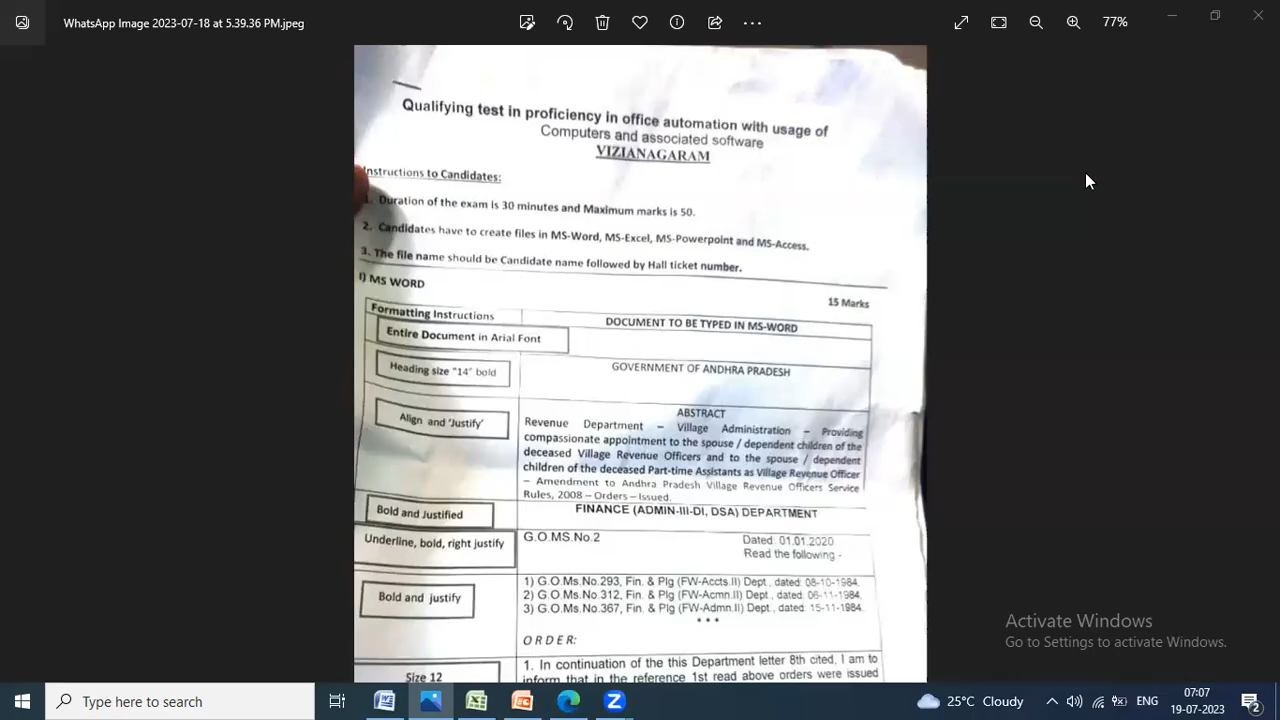 WhatsApp Image 2023-07-18 at 5.39.36 PM.jpeg
77%
Qualifying test in proficiency in office automation with usage of
Computers and associated software
VIZIANAGARAM
Instructions to Candidates:
1. Duration of the exam is 30 minutes and Maximum marks is 50.
2. Candidates have to create files in MS-Word, MS-Excel, MS-Powerpoint and MS-Access.
3. The file name should be Candidate name followed by Hall ticket number.
I) MS WORD
15 Marks
Formatting Instructions
DOCUMENT TO BE TYPED IN MS-WORD
Entire Document in Arial Font
Heading size "14" bold
GOVERNMENT OF ANDHRA PRADESH
Align and 'Justify'
ABSTRACT
Revenue Department – Village Administration – Providing
compassionate appointment to the spouse / dependent children of the
deceased Village Revenue Officers and to the spouse / dependent
children of the deceased Part-time Assistants as Village Revenue Officer
– Amendment to Andhra Pradesh Village Revenue Officers Service
Rules, 2008 – Orders – Issued.
Bold and Justified
FINANCE (ADMIN-III-DI, DSA) DEPARTMENT
Underline, bold, right justify
G.O.MS.No.2
Dated: 01.01.2020
Read the following -
Bold and justify
1) G.O.Ms.No.293, Fin. & Plg (FW-Accts.II) Dept., dated: 08-10-1984.
2) G.O.Ms.No.312, Fin. & Plg (FW-Acmn.II) Dept., dated: 06-11-1984.
3) G.O.Ms.No.367, Fin. & Plg (FW-Admn.II) Dept., dated: 15-11-1984.
* * *
ORDER:
Size 12
1. In continuation of the this Department letter 8th cited, I am to
inform that in the reference 1st read above orders were issued
Activate Windows
Go to Settings to activate Windows.
Type here to search
25°C Cloudy
ENG
07:07
19-07-2023
2